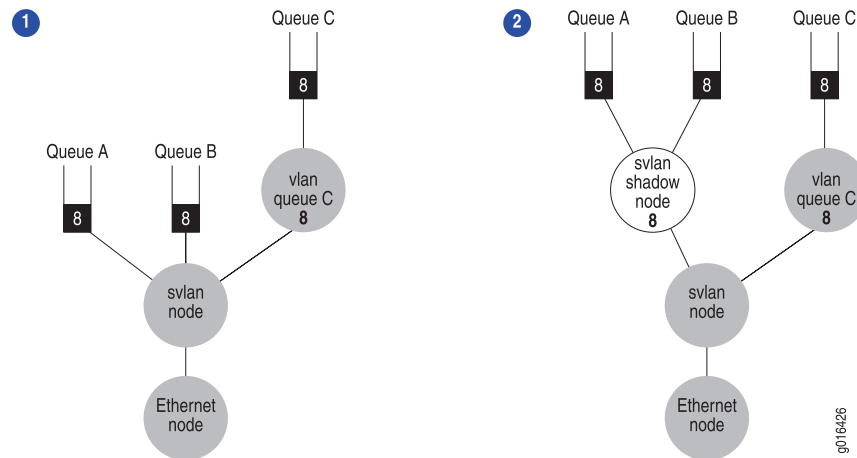 1
Queue C
8
Queue A
Queue B
8
8
vlan
queue C
8
svlan
node
Ethernet
node
2
Queue A
Queue B
Queue C
8
8
8
svlan
shadow
node
8
vlan
queue C
8
svlan
node
Ethernet
node
g016426